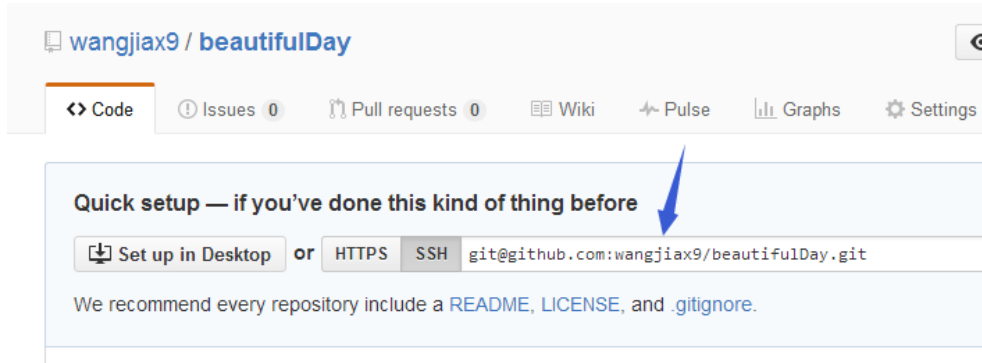 wangjiax9 / beautifulDay
Code Issues 0 Pull requests 0 Wiki Pulse Graphs Settings
Quick setup — if you've done this kind of thing before
Set up in Desktop or HTTPS SSH git@github.com:wangjiax9/beautifulDay.git
We recommend every repository include a README, LICENSE, and .gitignore.